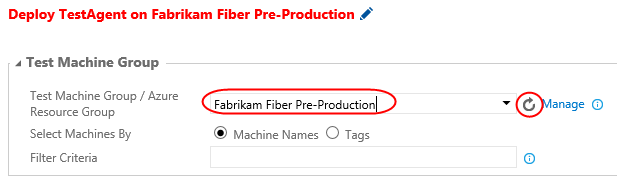 Deploy TestAgent on Fabrikam Fiber Pre-Production
Test Machine Group
Test Machine Group / Azure
Resource Group
Fabrikam Fiber Pre-Production
Manage
Select Machines By
Machine Names
Tags
Filter Criteria